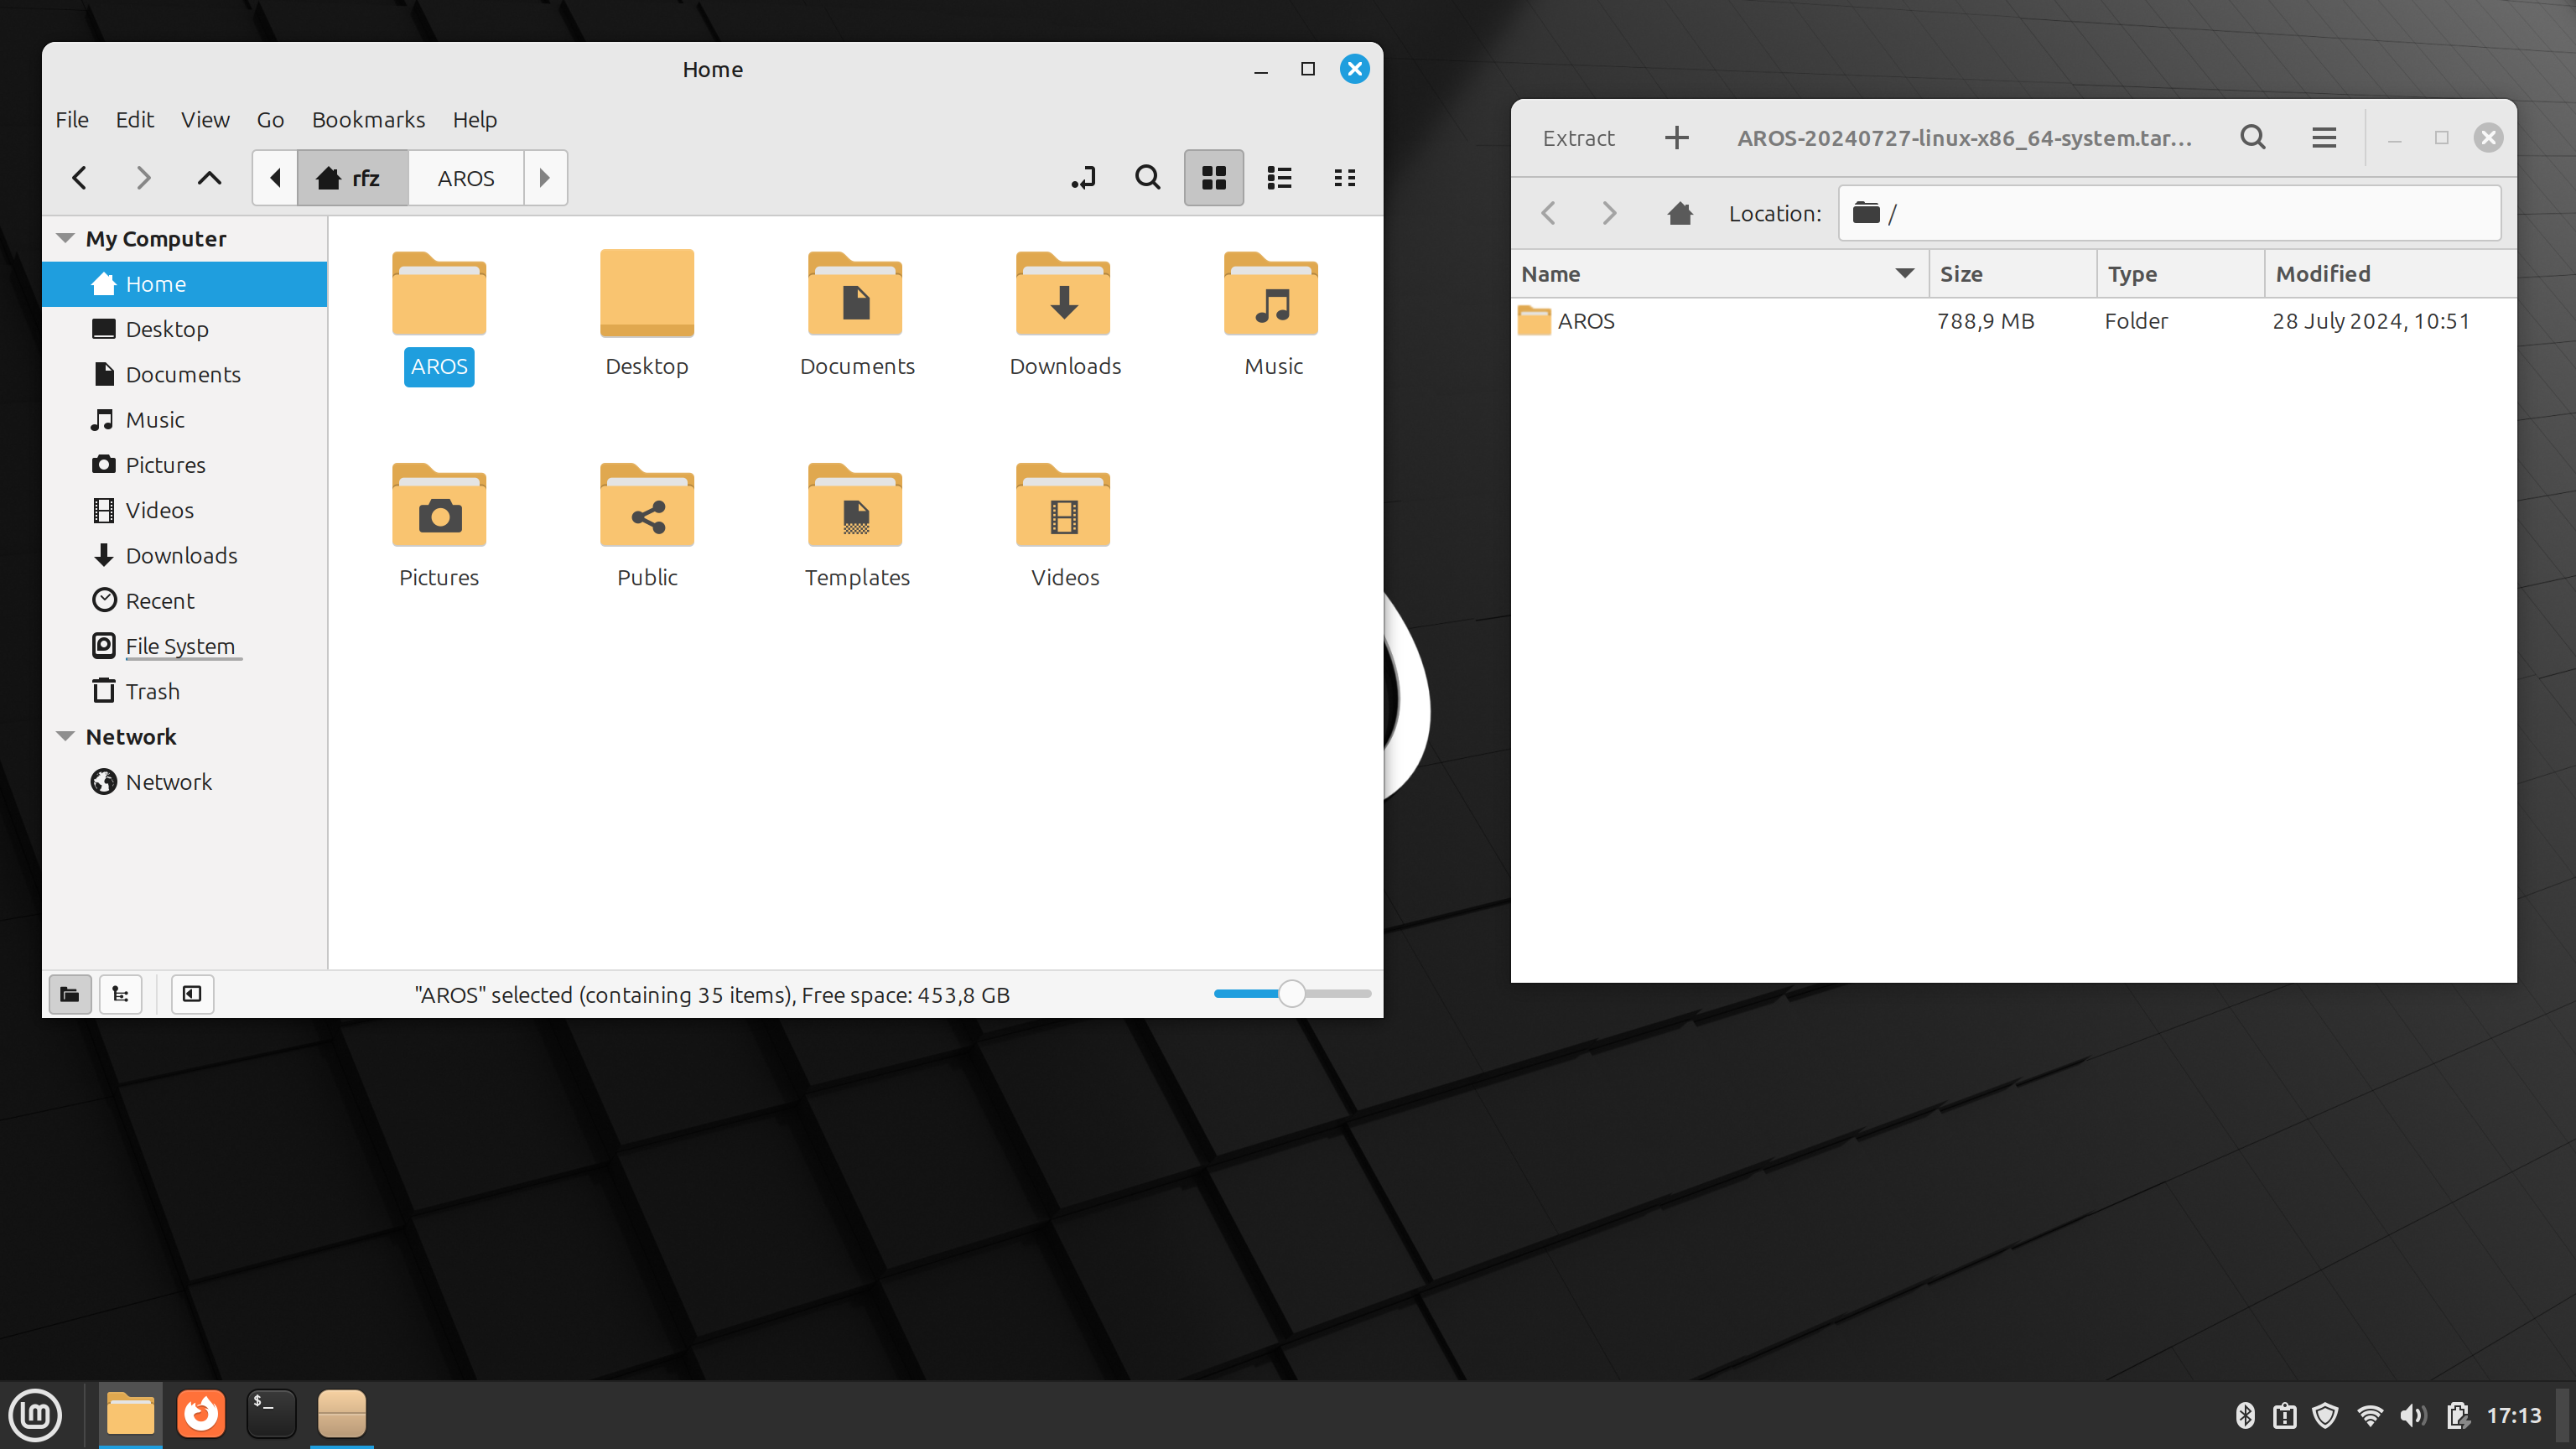 Home
File Edit View Go Bookmarks Help
rfz AROS
My Computer
Home
Desktop
Documents
Music
Pictures
Videos
Downloads
Recent
File System
Trash
Network
Network
AROS Desktop Documents Downloads Music
Pictures Public Templates Videos
"AROS" selected (containing 35 items), Free space: 453,8 GB
Extract AROS-20240727-linux-x86_64-system.tar...
Location: /
Name Size Type Modified
AROS 788,9 MB Folder 28 July 2024, 10:51
$_
17:13